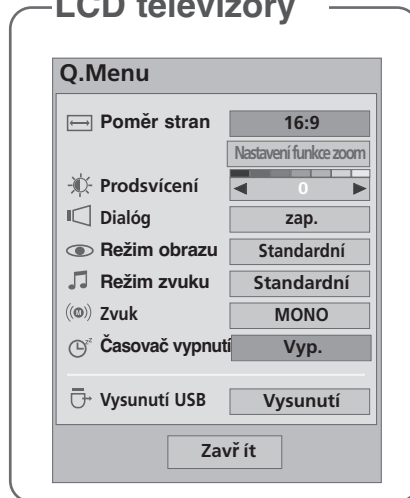 LCD televizory
Q.Menu
Poměr stran 16:9
Nastavení funkce zoom
Prodsvícení 0
Dialóg zap.
Režim obrazu Standardní
Režim zvuku Standardní
Zvuk MONO
Časovač vypnutí Vyp.
Vysunutí USB Vysunutí
Zavř ít